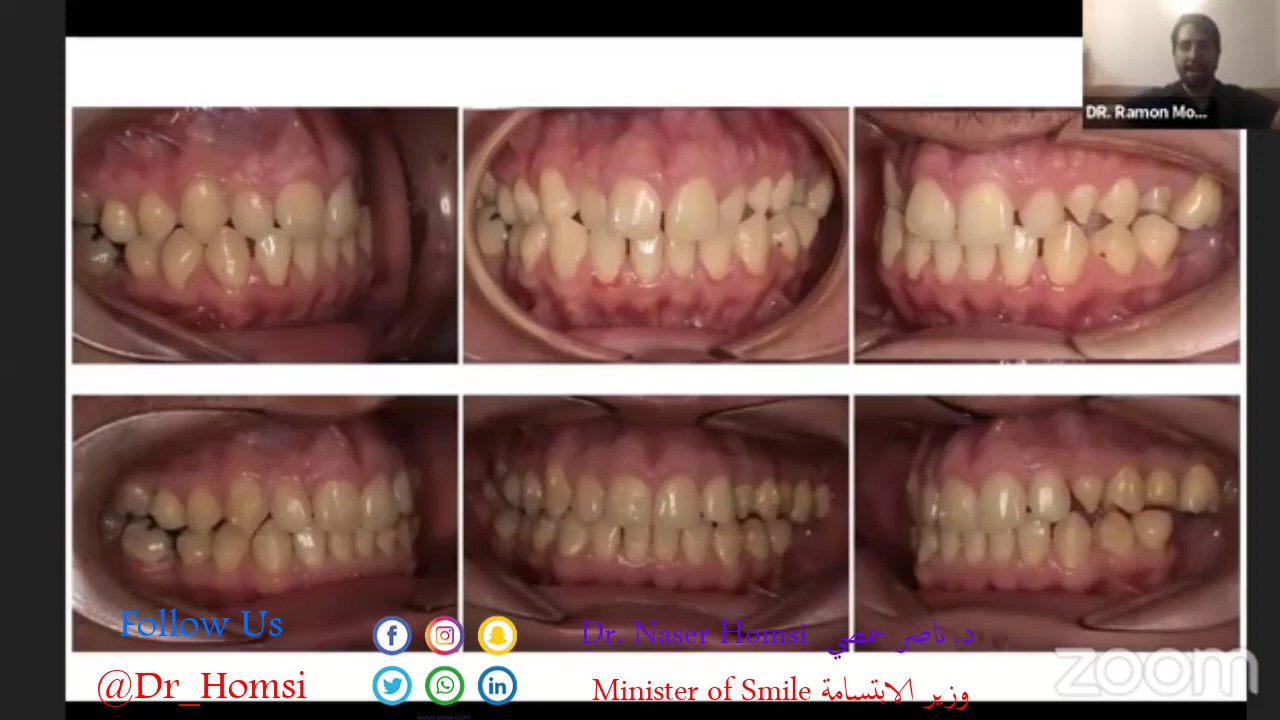 DR. Ramon Mo...
Follow Us
Dr. Naser Homsi د. ناصر حمصي
@Dr_Homsi
Minister of Smile وزير الابتسامة
zoom